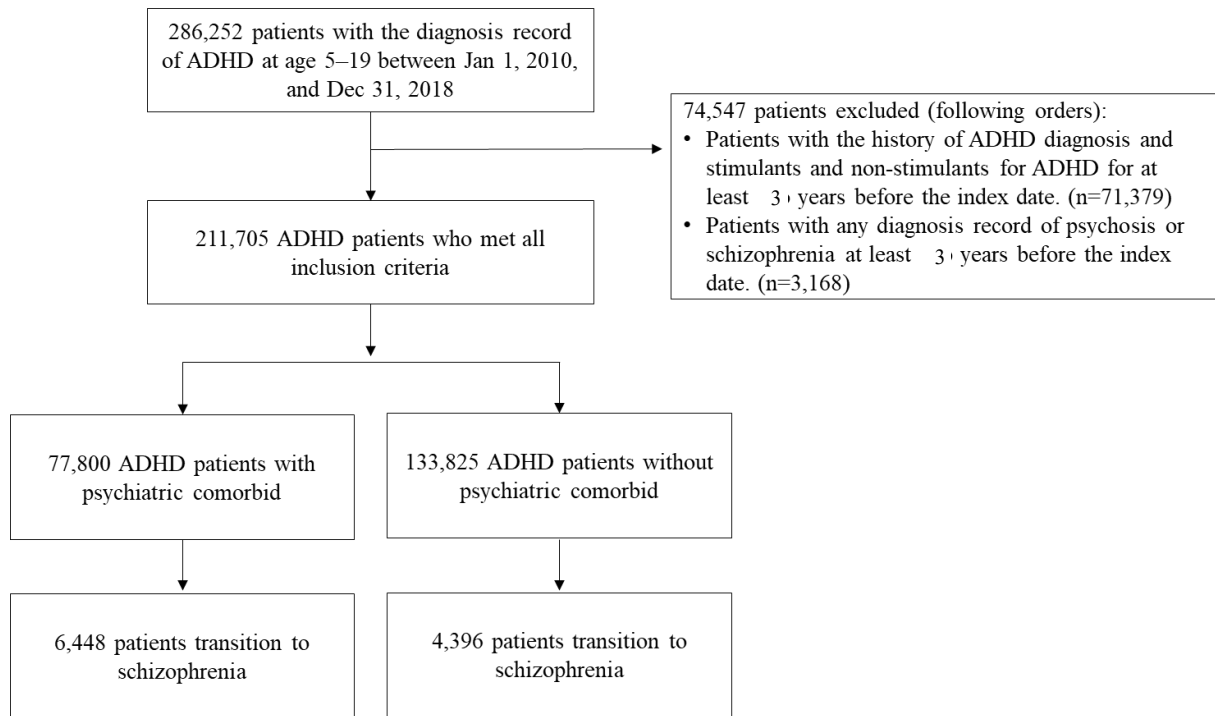 286,252 patients with the diagnosis record
of ADHD at age 5–19 between Jan 1, 2010,
and Dec 31, 2018
74,547 patients excluded (following orders):
• Patients with the history of ADHD diagnosis and
stimulants and non-stimulants for ADHD for at
least 3 years before the index date. (n=71,379)
• Patients with any diagnosis record of psychosis or
schizophrenia at least 3 years before the index
date. (n=3,168)
211,705 ADHD patients who met all
inclusion criteria
77,800 ADHD patients with
psychiatric comorbid
133,825 ADHD patients without
psychiatric comorbid
6,448 patients transition to
schizophrenia
4,396 patients transition to
schizophrenia